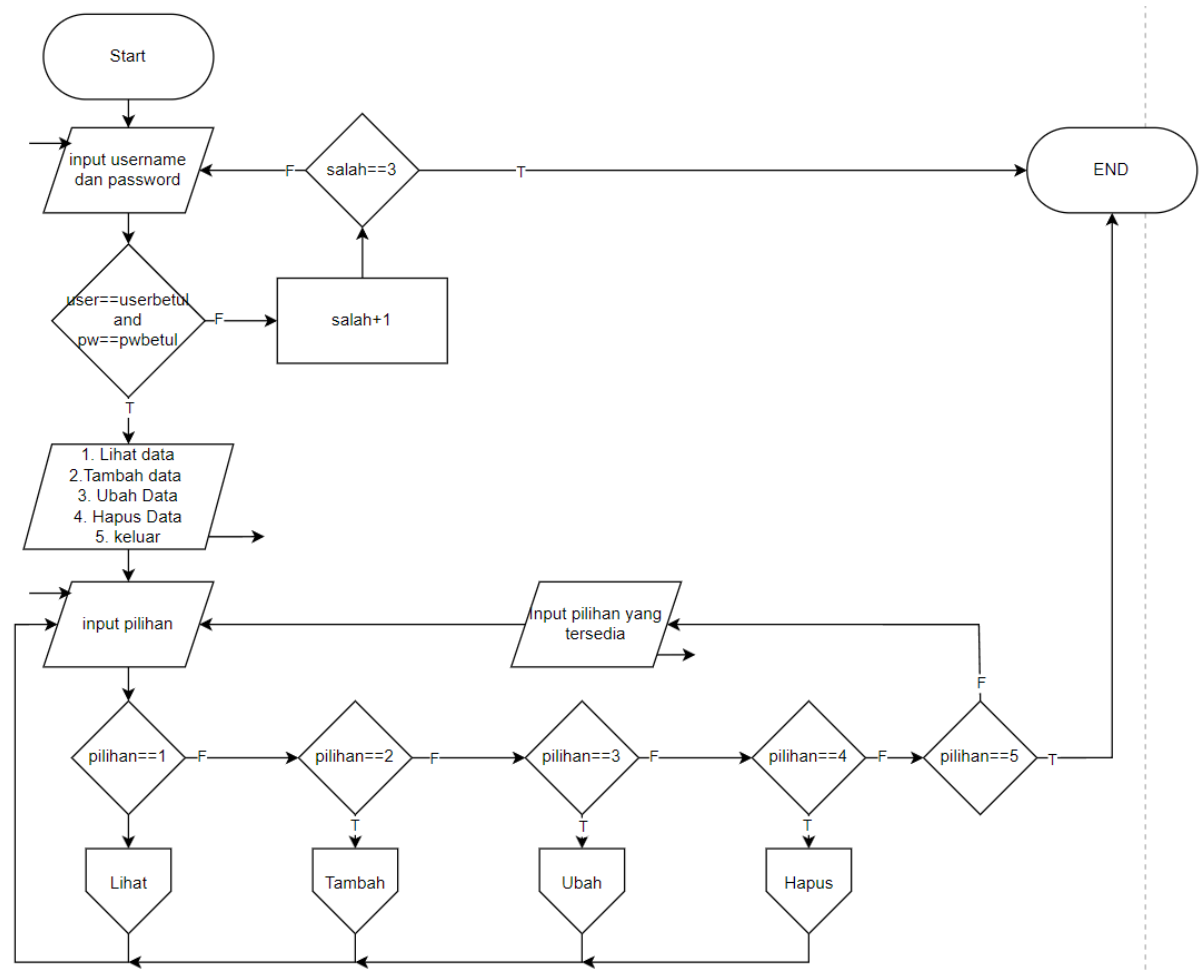 Start
input username
dan password
F
salah==3
T
END
user==userbetul
and
pw==pwbetul
F
salah+1
T
1. Lihat data
2.Tambah data
3. Ubah Data
4. Hapus Data
5. keluar
input pilihan
Input pilihan yang
tersedia
F
pilihan==1
F
pilihan==2
F
pilihan==3
F
pilihan==4
F
pilihan==5
T
T
T
T
Lihat
Tambah
Ubah
Hapus